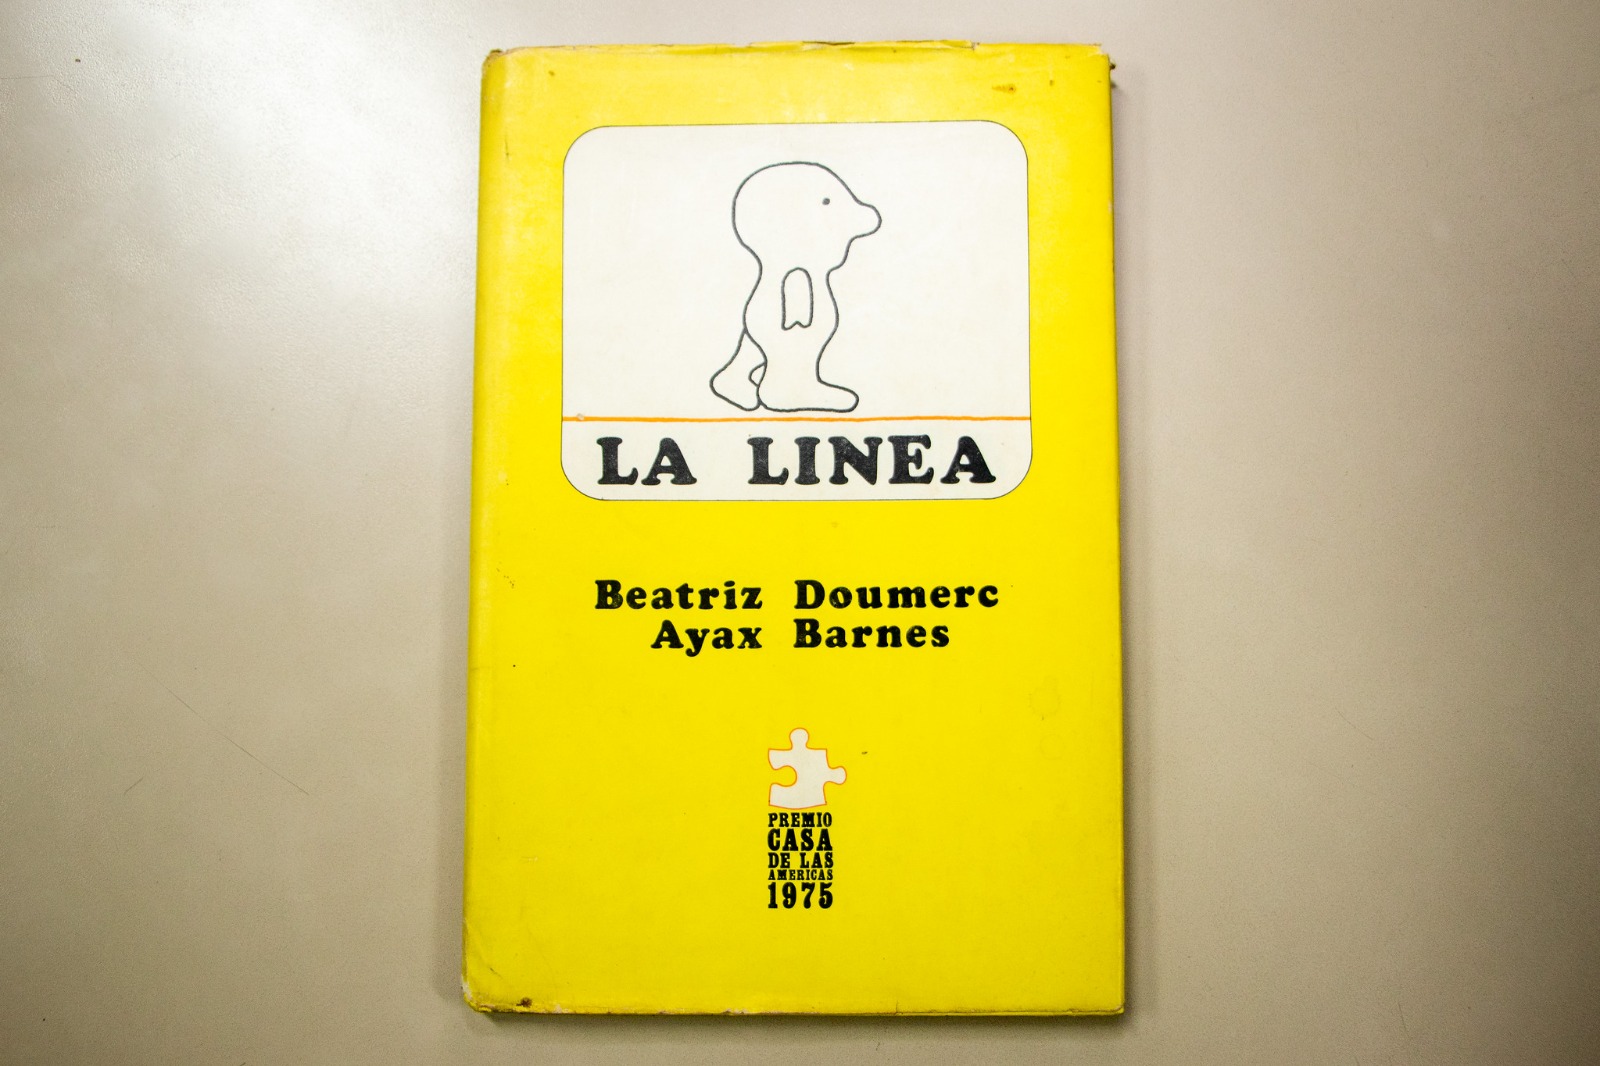 LA LINEA
Beatriz Doumerc
Ayax Barnes
PREMIO
CASA
DE LAS
AMERICAS
1975